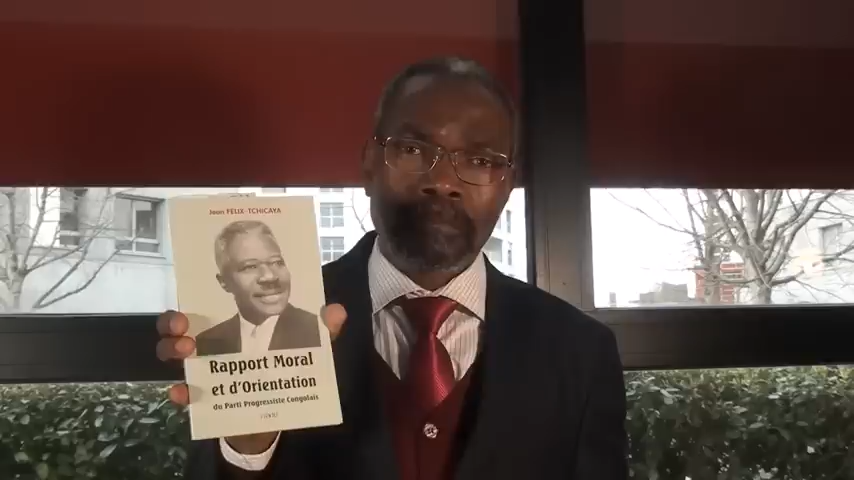 Jean FÉLIX-TCHICAYA
Rapport Moral
et d'Orientation
du Parti Progressiste Congolais